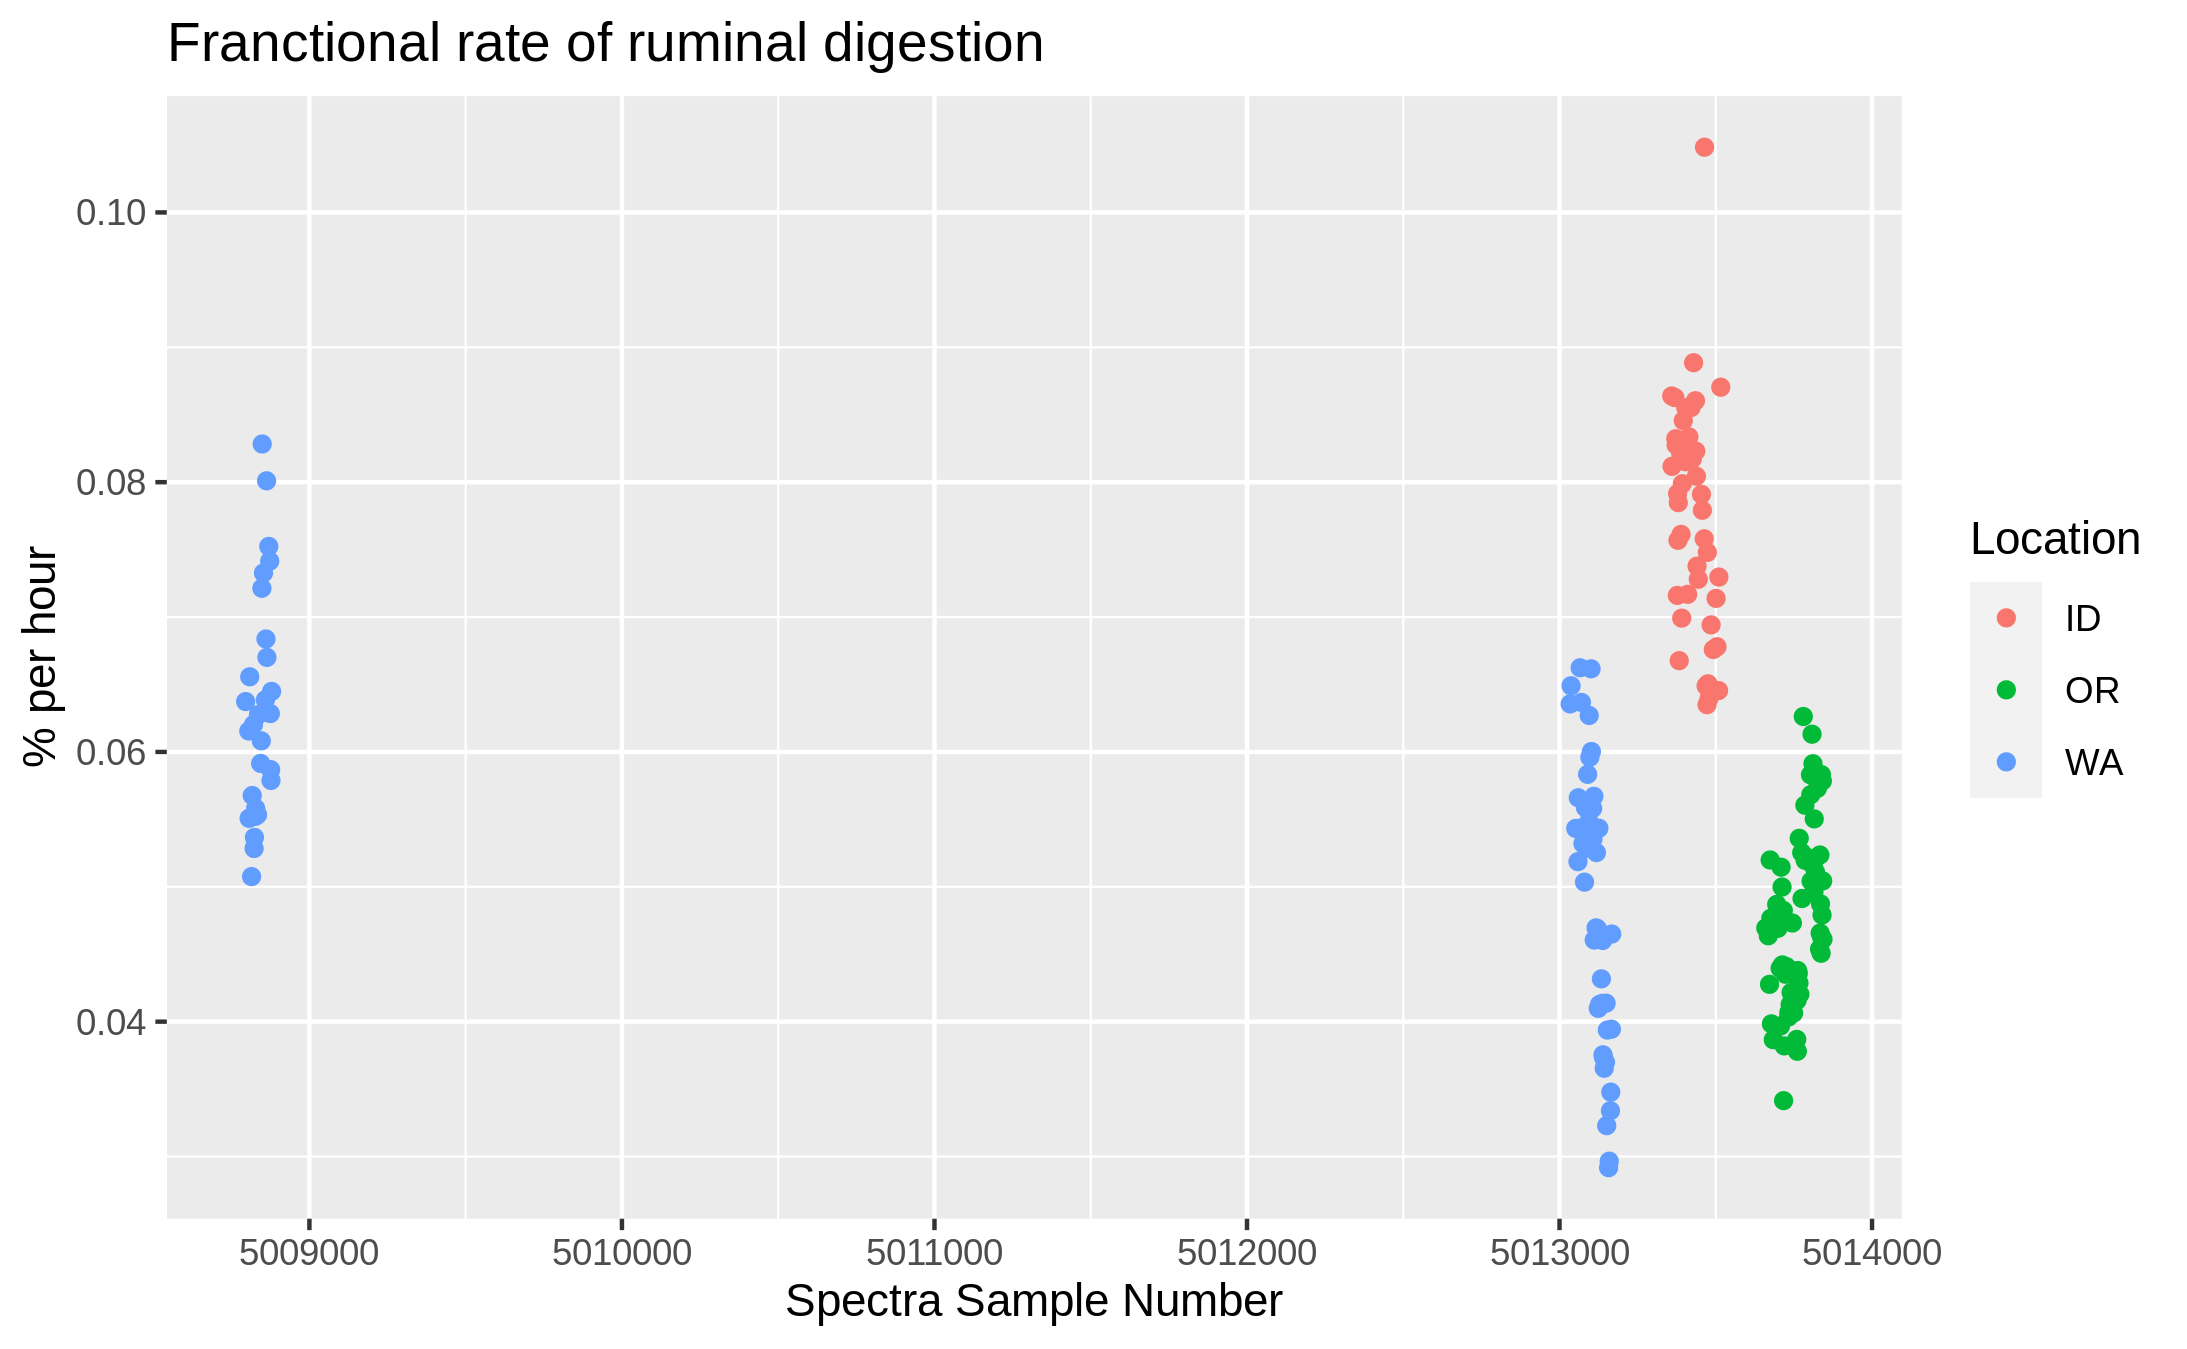 Franctional rate of ruminal digestion
% per hour
0.10
0.08
0.06
0.04
5009000 5010000 5011000 5012000 5013000 5014000
Spectra Sample Number
Location
ID
OR
WA